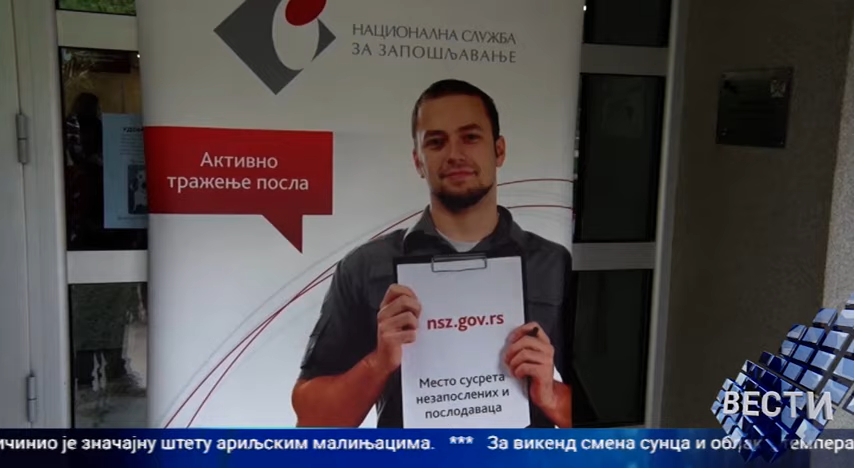 НАЦИОНАЛНА СЛУЖБА
ЗА ЗАПОШЉАВАЊЕ
Активно
тражење посла
nsz.gov.rs
Место сусрета
незапослених и
послодаваца
ВЕСТИ
је значајну штету ариљским малињацима. *** За викенд смена сунца и